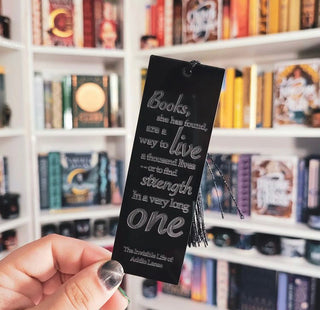 Books,
she has found,
are a
way to live
a thousand lives
—or to find
strength
in a very long
one
The Invisible Life of
Addie Larue